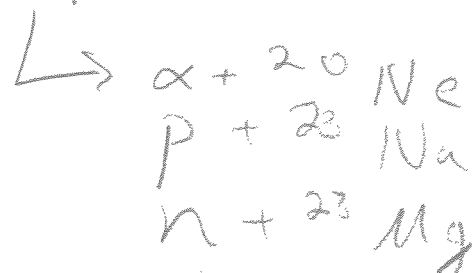 ↳ α + ²⁰Ne
p + ²³Na
n + ²³Mg